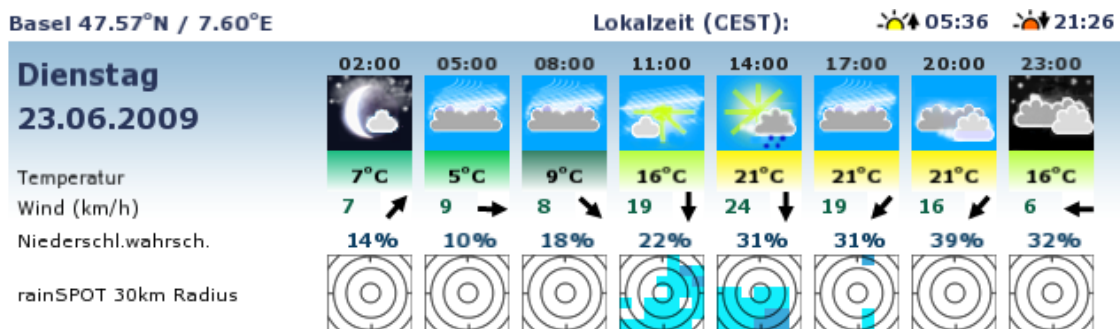 Basel 47.57°N / 7.60°E Lokalzeit (CEST): 05:36 21:26
Dienstag 02:00 05:00 08:00 11:00 14:00 17:00 20:00 23:00
23.06.2009
Temperatur 7°C 5°C 9°C 16°C 21°C 21°C 21°C 16°C
Wind (km/h) 7 9 8 19 24 19 16 6
Niederschl.wahrsch. 14% 10% 18% 22% 31% 31% 39% 32%
rainSPOT 30km Radius